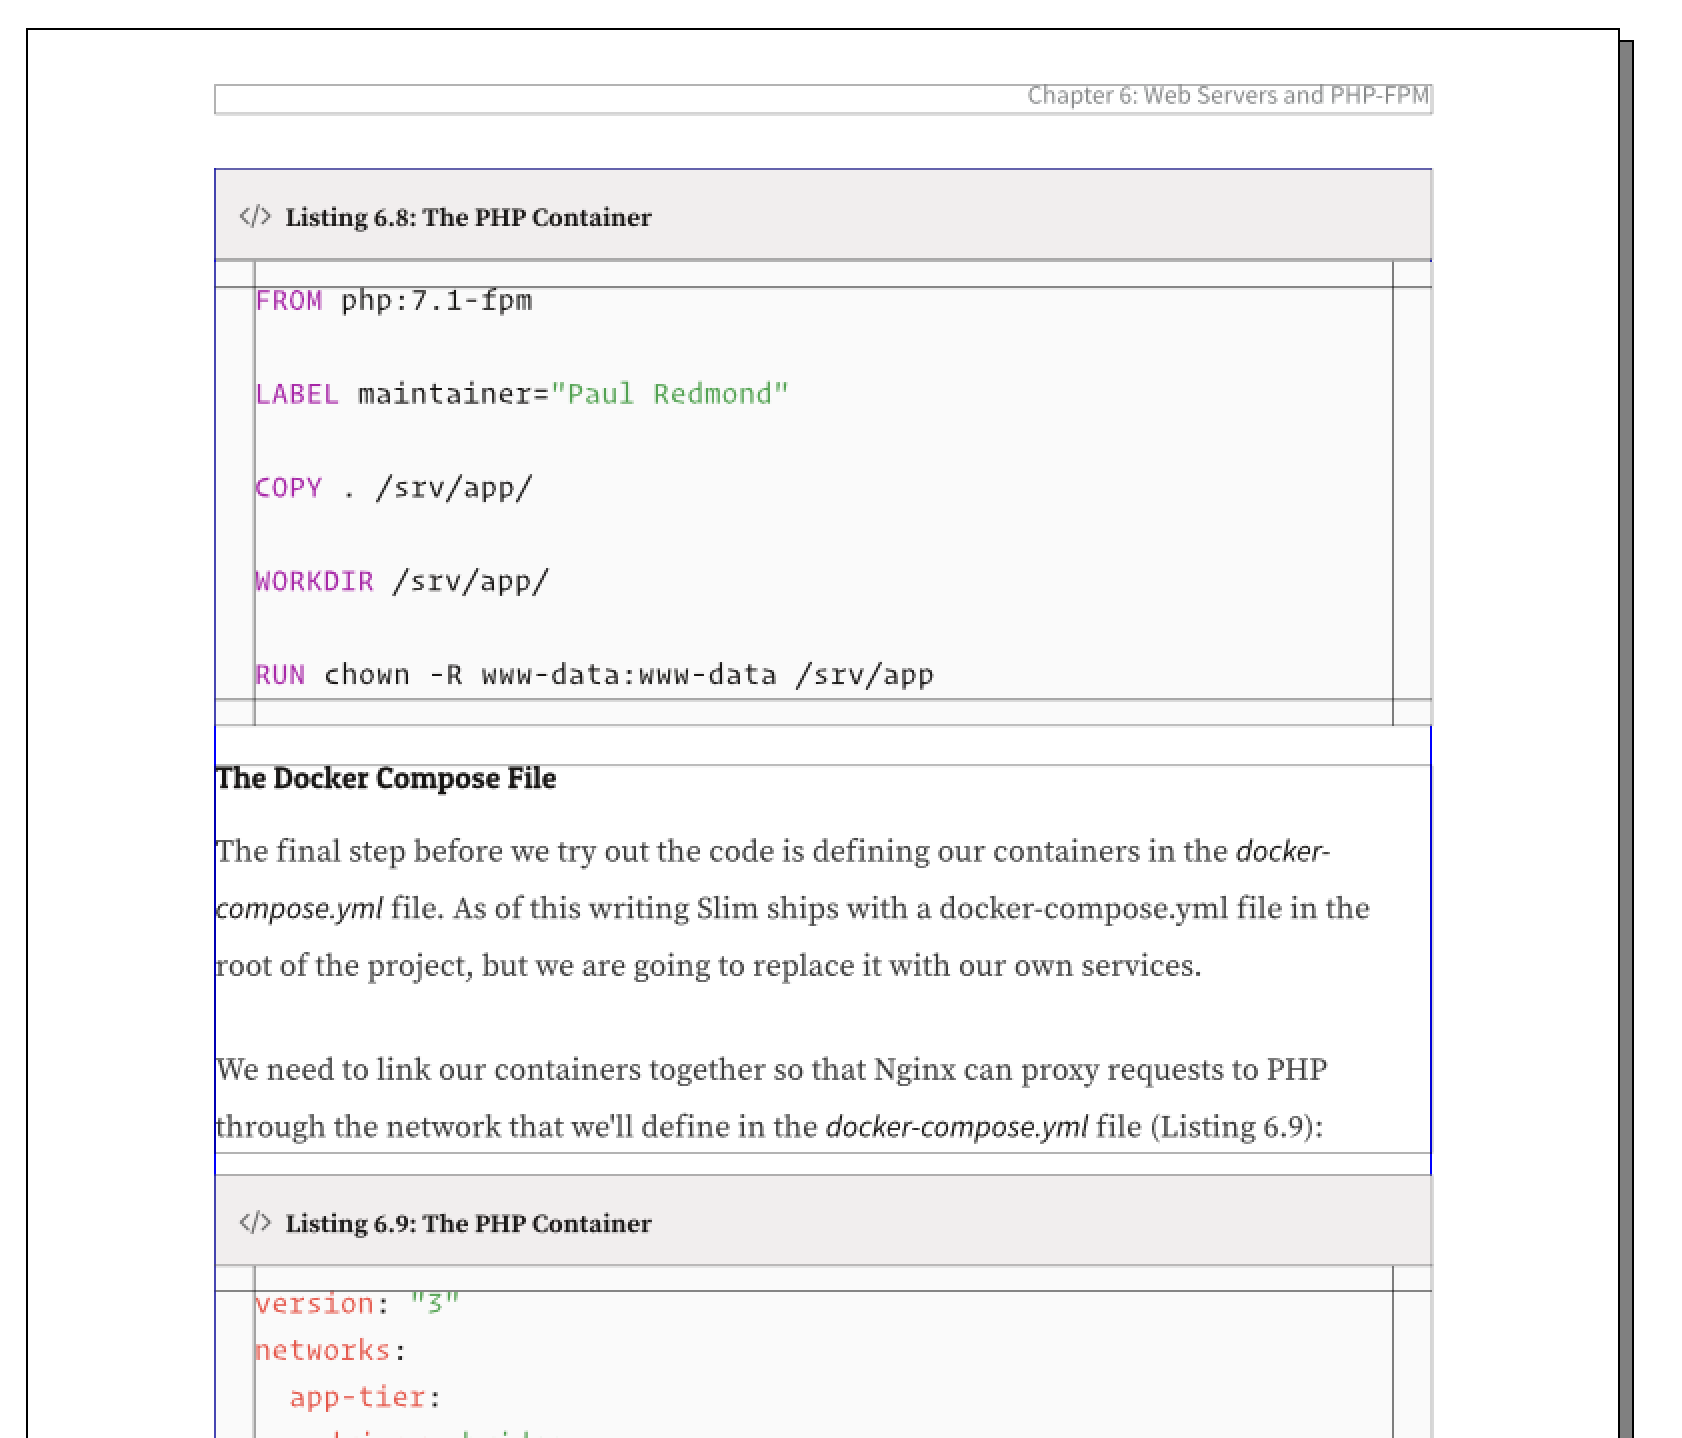 Chapter 6: Web Servers and PHP-FPM
</> Listing 6.8: The PHP Container
FROM php:7.1-fpm
LABEL maintainer="Paul Redmond"
COPY . /srv/app/
WORKDIR /srv/app/
RUN chown -R www-data:www-data /srv/app
The Docker Compose File
The final step before we try out the code is defining our containers in the docker-
compose.yml file. As of this writing Slim ships with a docker-compose.yml file in the
root of the project, but we are going to replace it with our own services.
We need to link our containers together so that Nginx can proxy requests to PHP
through the network that we'll define in the docker-compose.yml file (Listing 6.9):
</> Listing 6.9: The PHP Container
version: "3"
networks:
  app-tier: